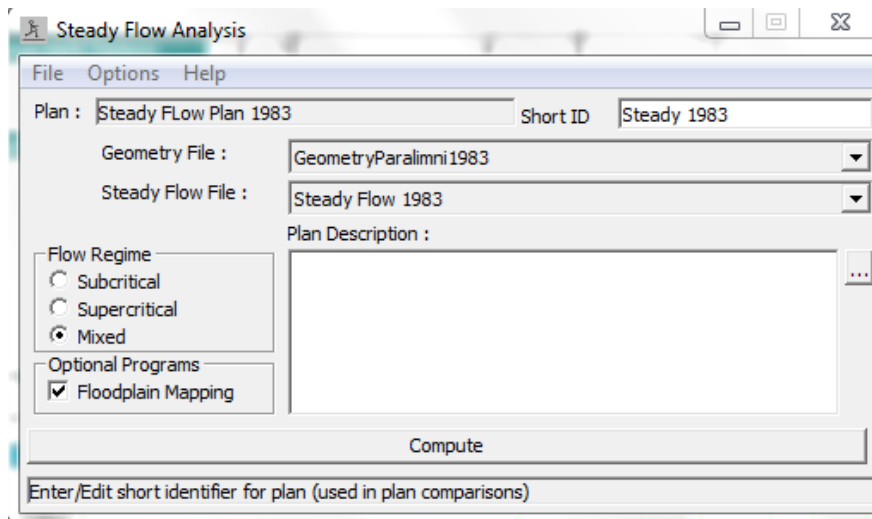 Steady Flow Analysis
File Options Help
Plan : Steady FLow Plan 1983 Short ID Steady 1983
Geometry File : GeometryParalimni1983
Steady Flow File : Steady Flow 1983
Plan Description :
Flow Regime
Subcritical
Supercritical
Mixed
Optional Programs
Floodplain Mapping
...
Compute
Enter/Edit short identifier for plan (used in plan comparisons)